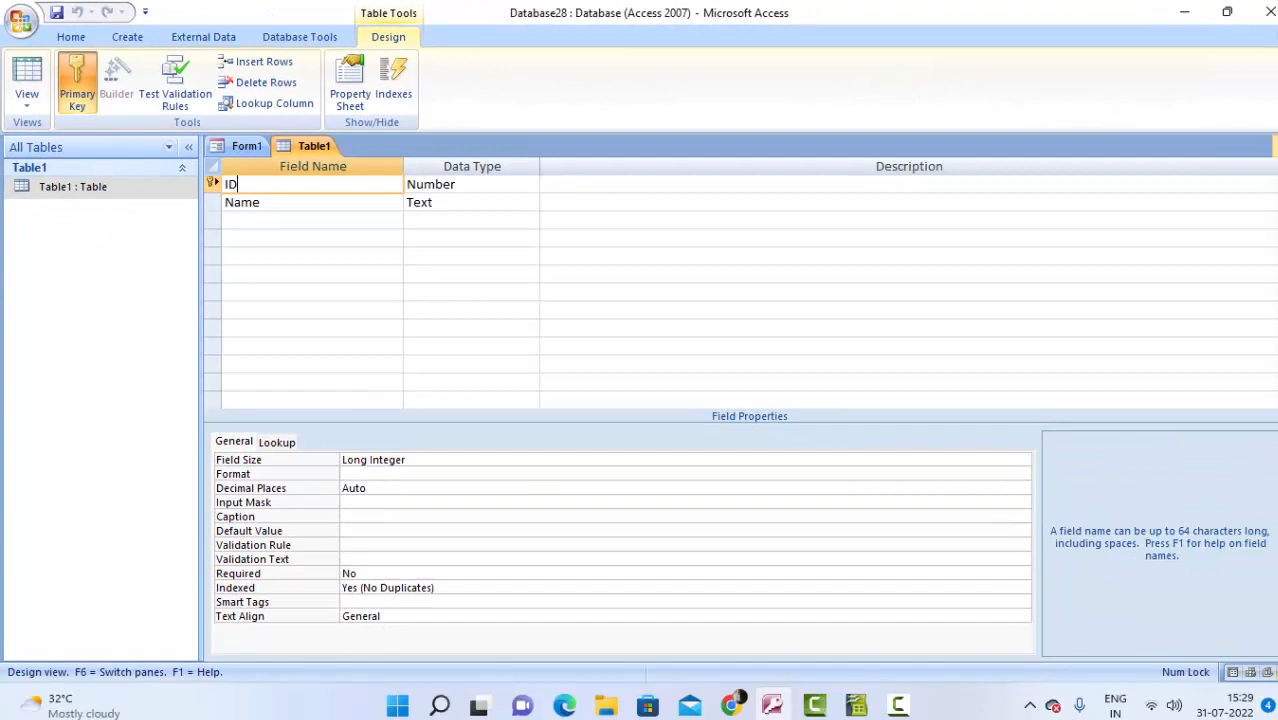 Table Tools
Database28 : Database (Access 2007) - Microsoft Access
Home Create External Data Database Tools Design
View
Primary Key
Builder
Test Validation Rules
Insert Rows
Delete Rows
Lookup Column
Property Sheet
Indexes
Views Tools Show/Hide
All Tables «
Form1 Table1
Table1
Table1 : Table
Field Name Data Type Description
ID Number
Name Text
Field Properties
General Lookup
Field Size Long Integer
Format
Decimal Places Auto
Input Mask
Caption
Default Value
Validation Rule
Validation Text
Required No
Indexed Yes (No Duplicates)
Smart Tags
Text Align General
A field name can be up to 64 characters long,
including spaces. Press F1 for help on field
names.
Design view. F6 = Switch panes. F1 = Help.
Num Lock
32°C
Mostly cloudy
ENG
IN
15:29
31-07-2022
4